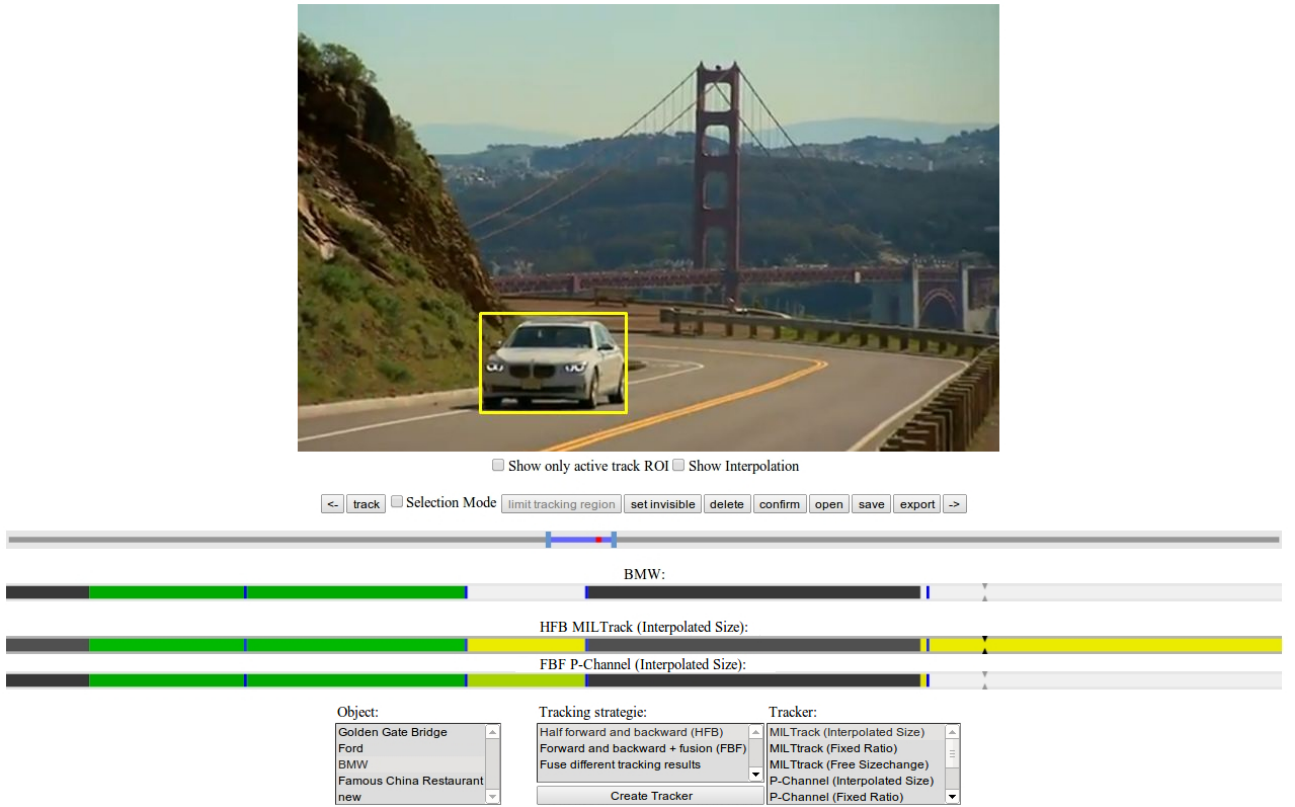 Show only active track ROI Show Interpolation
<- track Selection Mode limit tracking region set invisible delete confirm open save export ->
BMW:
HFB MILTrack (Interpolated Size):
FBF P-Channel (Interpolated Size):
Object: Tracking strategie: Tracker:
Golden Gate Bridge Half forward and backward (HFB) MILTrack (Interpolated Size)
Ford Forward and backward + fusion (FBF) MILTtrack (Fixed Ratio)
BMW Fuse different tracking results MILTtrack (Free Sizechange)
Famous China Restaurant P-Channel (Interpolated Size)
new Create Tracker P-Channel (Fixed Ratio)